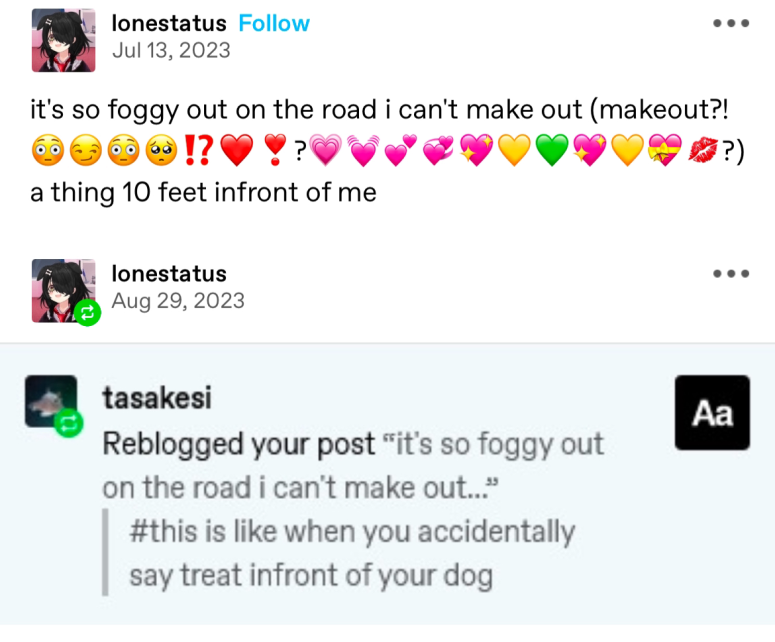 lonestatus Follow
Jul 13, 2023
it's so foggy out on the road i can't make out (makeout?!
😳😏😳🥺⁉️❤️❣️?💗💓💕💞💖💛💚💖💛💝💋?)
a thing 10 feet infront of me
lonestatus
Aug 29, 2023
tasakesi
Aa
Reblogged your post “it's so foggy out
on the road i can't make out...”
#this is like when you accidentally
say treat infront of your dog